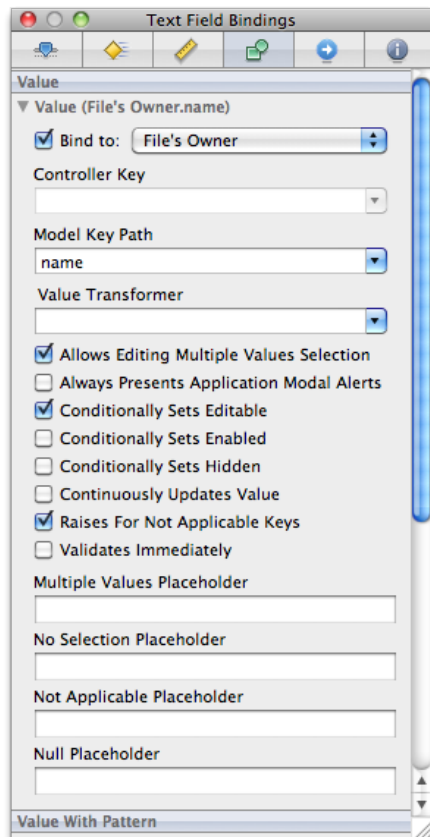 Text Field Bindings
Value
Value (File's Owner.name)
Bind to: File's Owner
Controller Key
Model Key Path
name
Value Transformer
Allows Editing Multiple Values Selection
Always Presents Application Modal Alerts
Conditionally Sets Editable
Conditionally Sets Enabled
Conditionally Sets Hidden
Continuously Updates Value
Raises For Not Applicable Keys
Validates Immediately
Multiple Values Placeholder
No Selection Placeholder
Not Applicable Placeholder
Null Placeholder
Value With Pattern